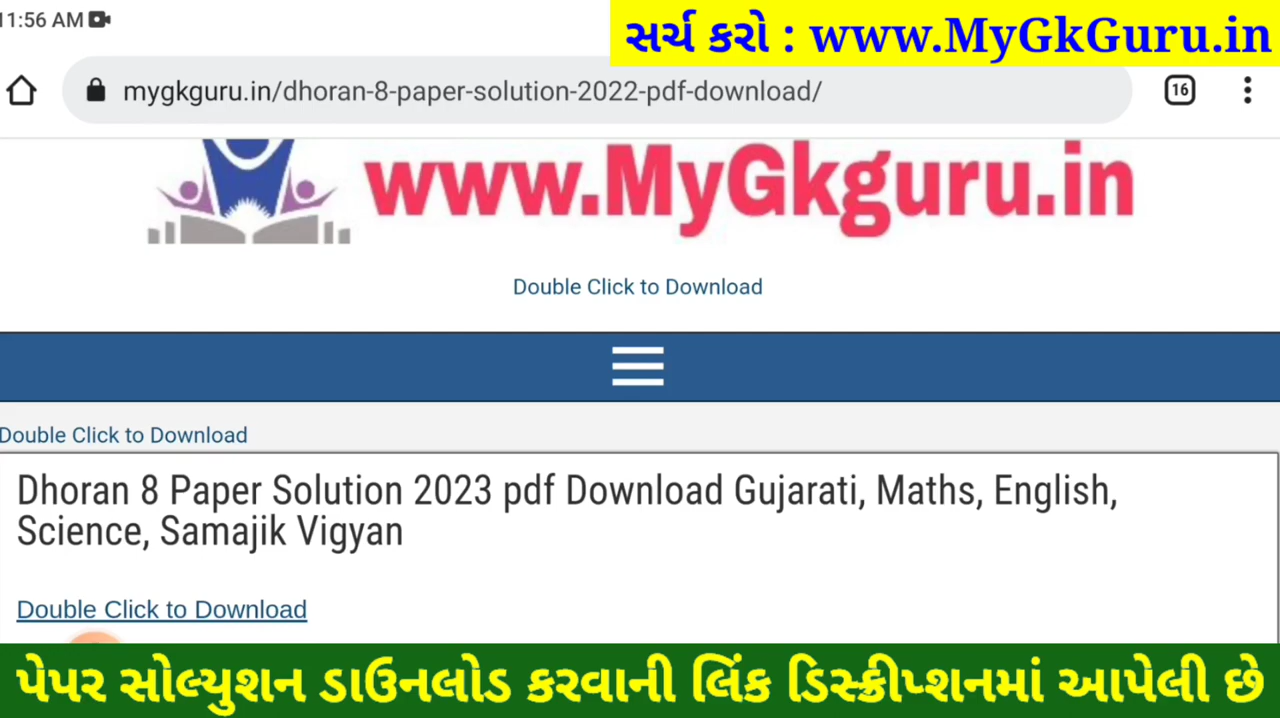 11:56 AM
સર્ચ કરો : www.MyGkGuru.in
mygkguru.in/dhoran-8-paper-solution-2022-pdf-download/
16
www.MyGkguru.in
Double Click to Download
Double Click to Download
Dhoran 8 Paper Solution 2023 pdf Download Gujarati, Maths, English,
Science, Samajik Vigyan
Double Click to Download
પેપર સોલ્યુશન ડાઉનલોડ કરવાની લિંક ડિસ્ક્રીપ્શનમાં આપેલી છે